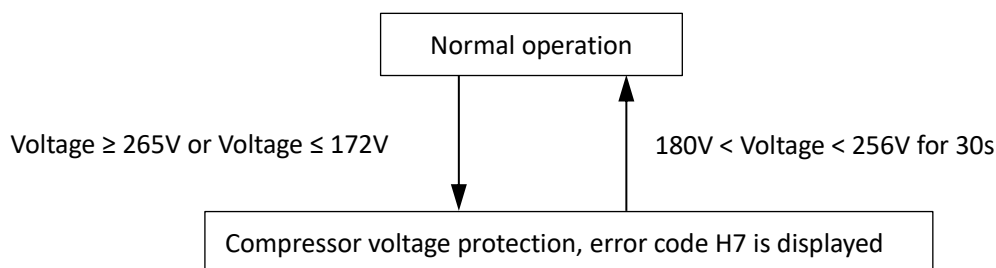 Normal operation
Voltage ≥ 265V or Voltage ≤ 172V
180V < Voltage < 256V for 30s
Compressor voltage protection, error code H7 is displayed